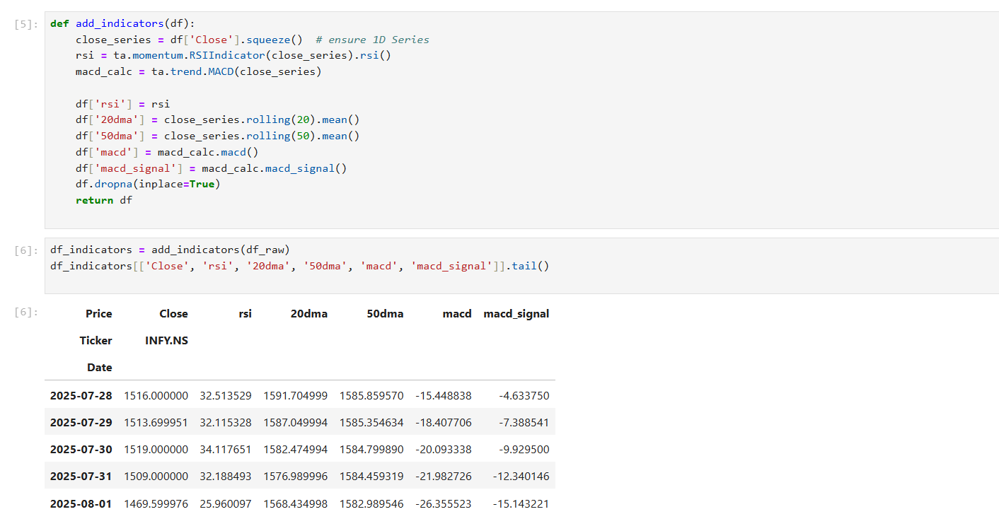 [5]: def add_indicators(df):
    close_series = df['Close'].squeeze()  # ensure 1D Series
    rsi = ta.momentum.RSIIndicator(close_series).rsi()
    macd_calc = ta.trend.MACD(close_series)
    df['rsi'] = rsi
    df['20dma'] = close_series.rolling(20).mean()
    df['50dma'] = close_series.rolling(50).mean()
    df['macd'] = macd_calc.macd()
    df['macd_signal'] = macd_calc.macd_signal()
    df.dropna(inplace=True)
    return df
[6]: df_indicators = add_indicators(df_raw)
df_indicators[['Close', 'rsi', '20dma', '50dma', 'macd', 'macd_signal']].tail()
[6]: Price Close rsi 20dma 50dma macd macd_signal
Ticker INFY.NS
Date
2025-07-28 1516.000000 32.513529 1591.704999 1585.859570 -15.448838 -4.633750
2025-07-29 1513.699951 32.115328 1587.049994 1585.354634 -18.407706 -7.388541
2025-07-30 1519.000000 34.117651 1582.474994 1584.799890 -20.093338 -9.929500
2025-07-31 1509.000000 32.188493 1576.989996 1584.459319 -21.982726 -12.340146
2025-08-01 1469.599976 25.960097 1568.434998 1582.989546 -26.355523 -15.143221